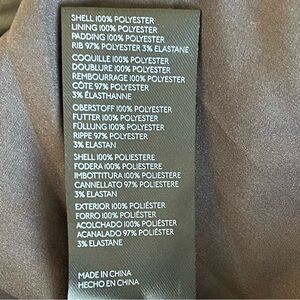 SHELL 100% POLYESTER
LINING 100% POLYESTER
PADDING 100% POLYESTER
RIB 97% POLYESTER 3% ELASTANE
COQUILLE 100% POLYESTER
DOUBLURE 100% POLYESTER
REMBOURRAGE 100% POLYESTER
CÔTE 97% POLYESTER
3% ÉLASTHANNE
OBERSTOFF 100% POLYESTER
FUTTER 100% POLYESTER
FÜLLUNG 100% POLYESTER
RIPPE 97% POLYESTER
3% ELASTAN
SHELL 100% POLIESTERE
FODERA 100% POLIESTERE
IMBOTTITURA 100% POLIESTERE
CANNELLATO 97% POLIESTERE
3% ELASTAN
EXTERIOR 100% POLIÉSTER
FORRO 100% POLIÉSTER
ACOLCHADO 100% POLIÉSTER
ACANALADO 97% POLIÉSTER
3% ELASTANE
MADE IN CHINA
HECHO EN CHINA